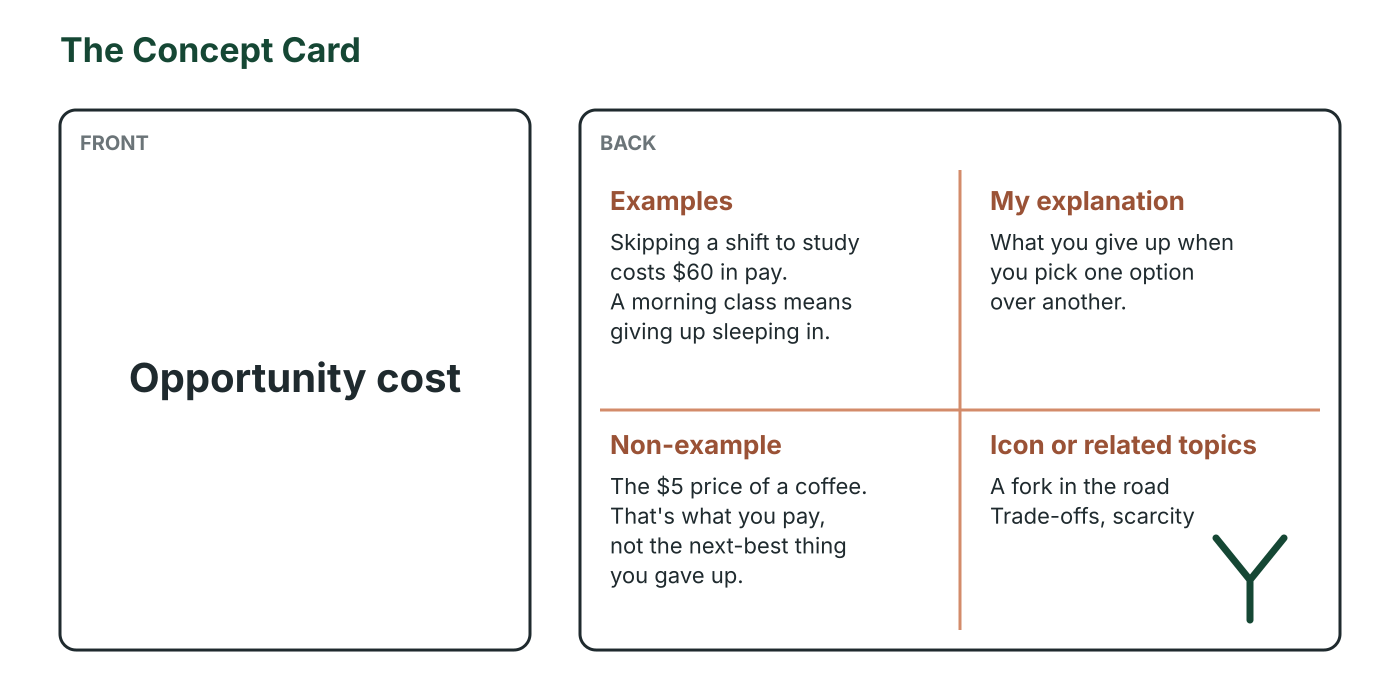 The Concept Card
FRONT
Opportunity cost
BACK
Examples
Skipping a shift to study
costs $60 in pay.
A morning class means
giving up sleeping in.
My explanation
What you give up when
you pick one option
over another.
Non-example
The $5 price of a coffee.
That's what you pay,
not the next-best thing
you gave up.
Icon or related topics
A fork in the road
Trade-offs, scarcity